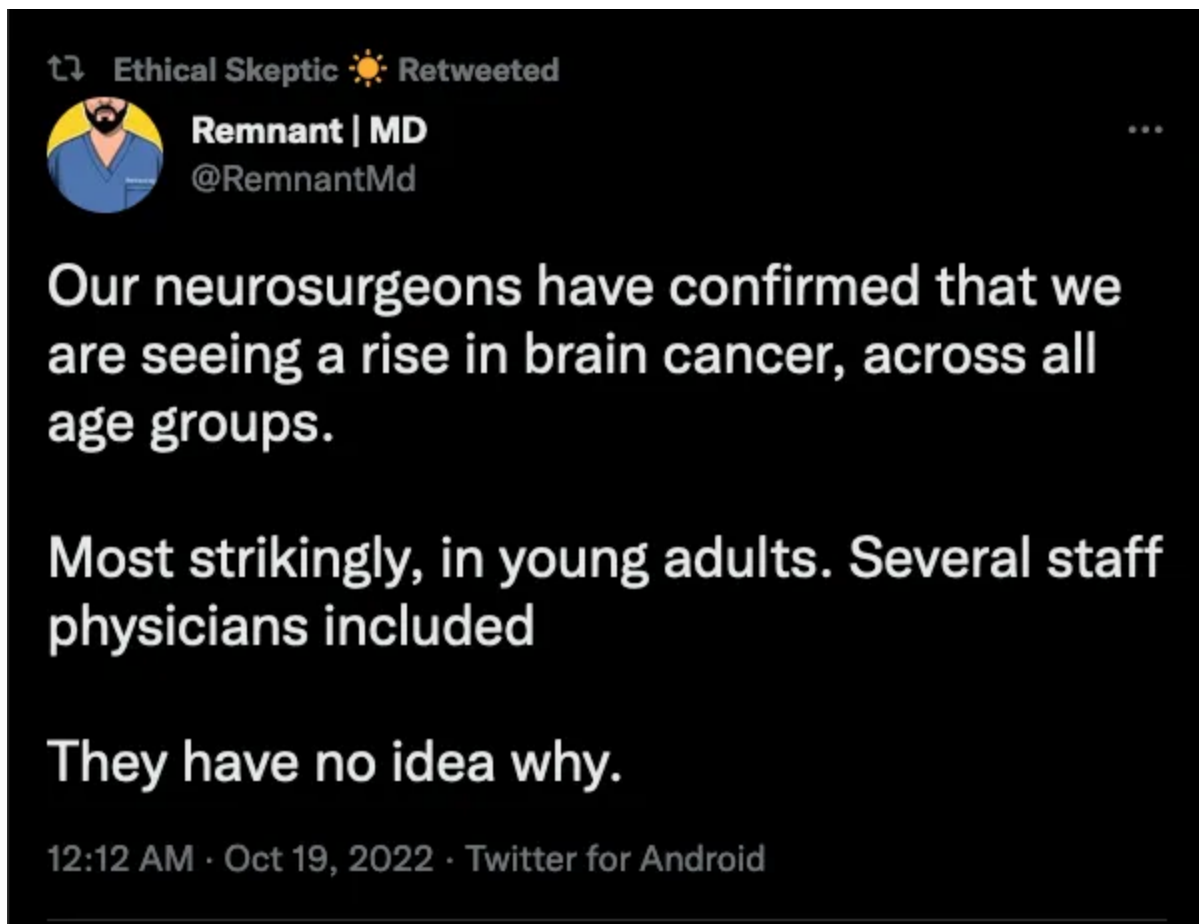 Ethical Skeptic ☀️ Retweeted
Remnant | MD
@RemnantMd
Our neurosurgeons have confirmed that we
are seeing a rise in brain cancer, across all
age groups.
Most strikingly, in young adults. Several staff
physicians included
They have no idea why.
12:12 AM · Oct 19, 2022 · Twitter for Android